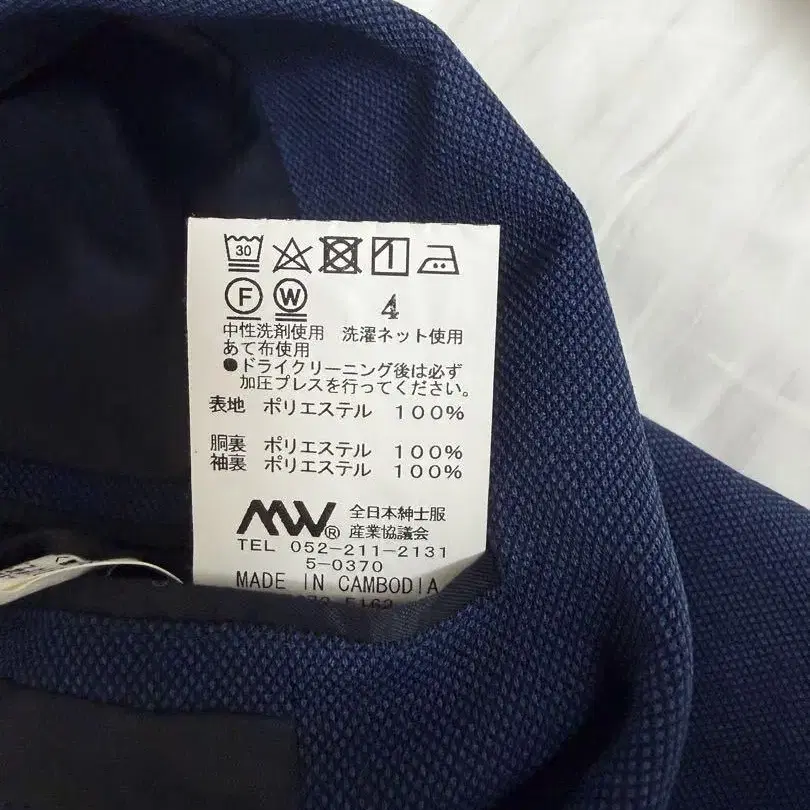 30
F W 4
中性洗剤使用 洗濯ネット使用
あて布使用
●ドライクリーニング後は必ず
加圧プレスを行ってください。
表地 ポリエステル 100%
胴裏 ポリエステル 100%
袖裏 ポリエステル 100%
MW® 全日本紳士服
産業協議会
TEL 052-211-2131
5-0370
MADE IN CAMBODIA